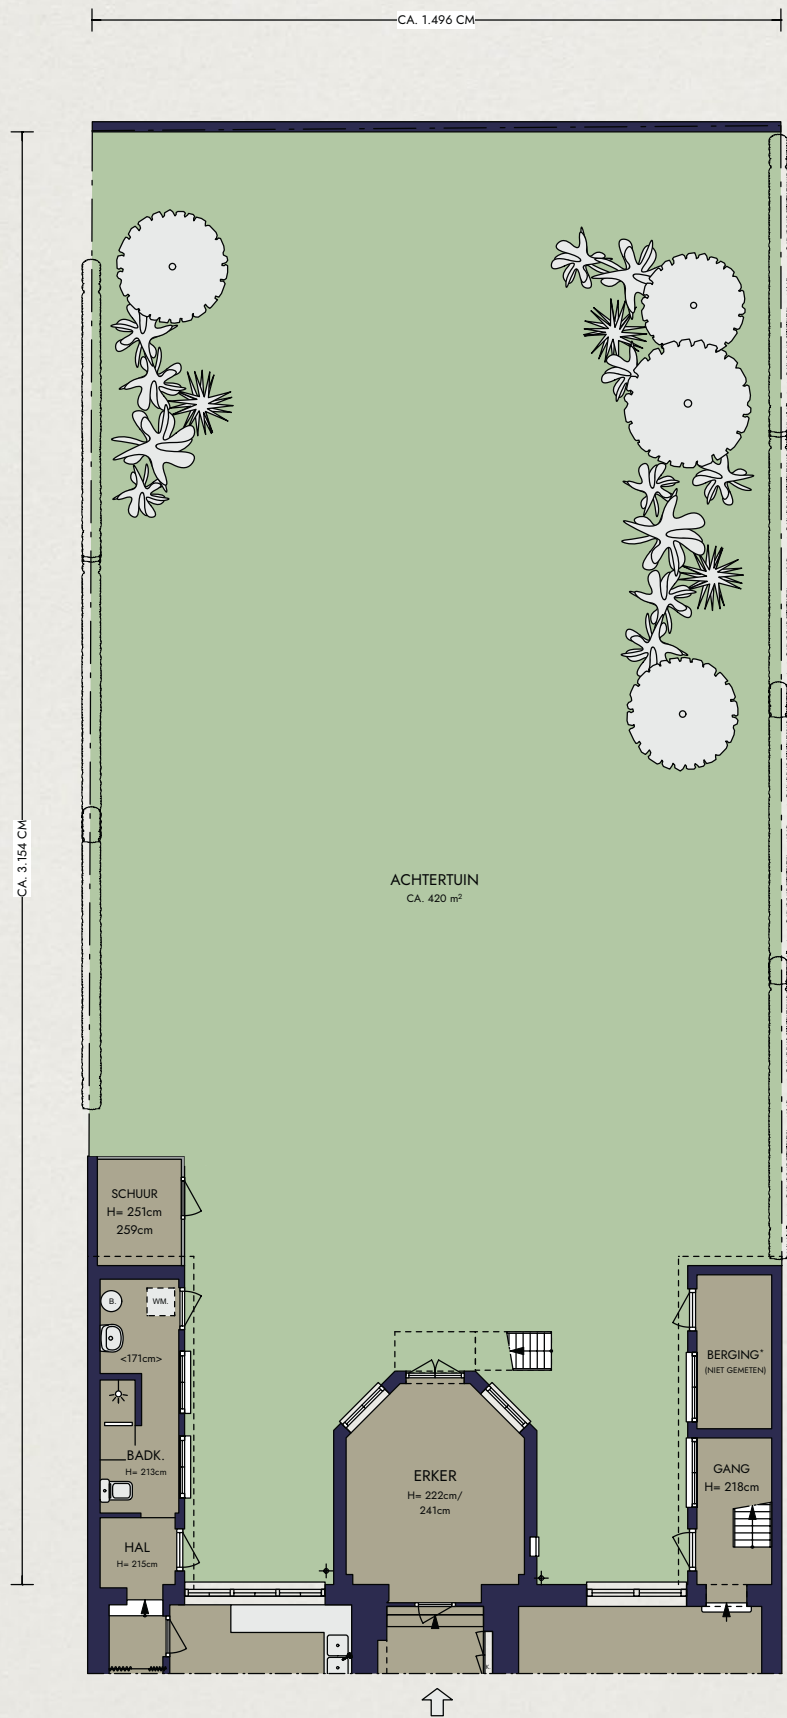 CA. 1.496 CM
CA. 3.154 CM
ACHTERTUIN
CA. 420 m²
SCHUUR
H= 251cm
259cm
B.
WM.
<171cm>
BADK.
H= 213cm
HAL
H= 215cm
ERKER
H= 222cm/
241cm
BERGING*
(NIET GEMETEN)
GANG
H= 218cm
K.